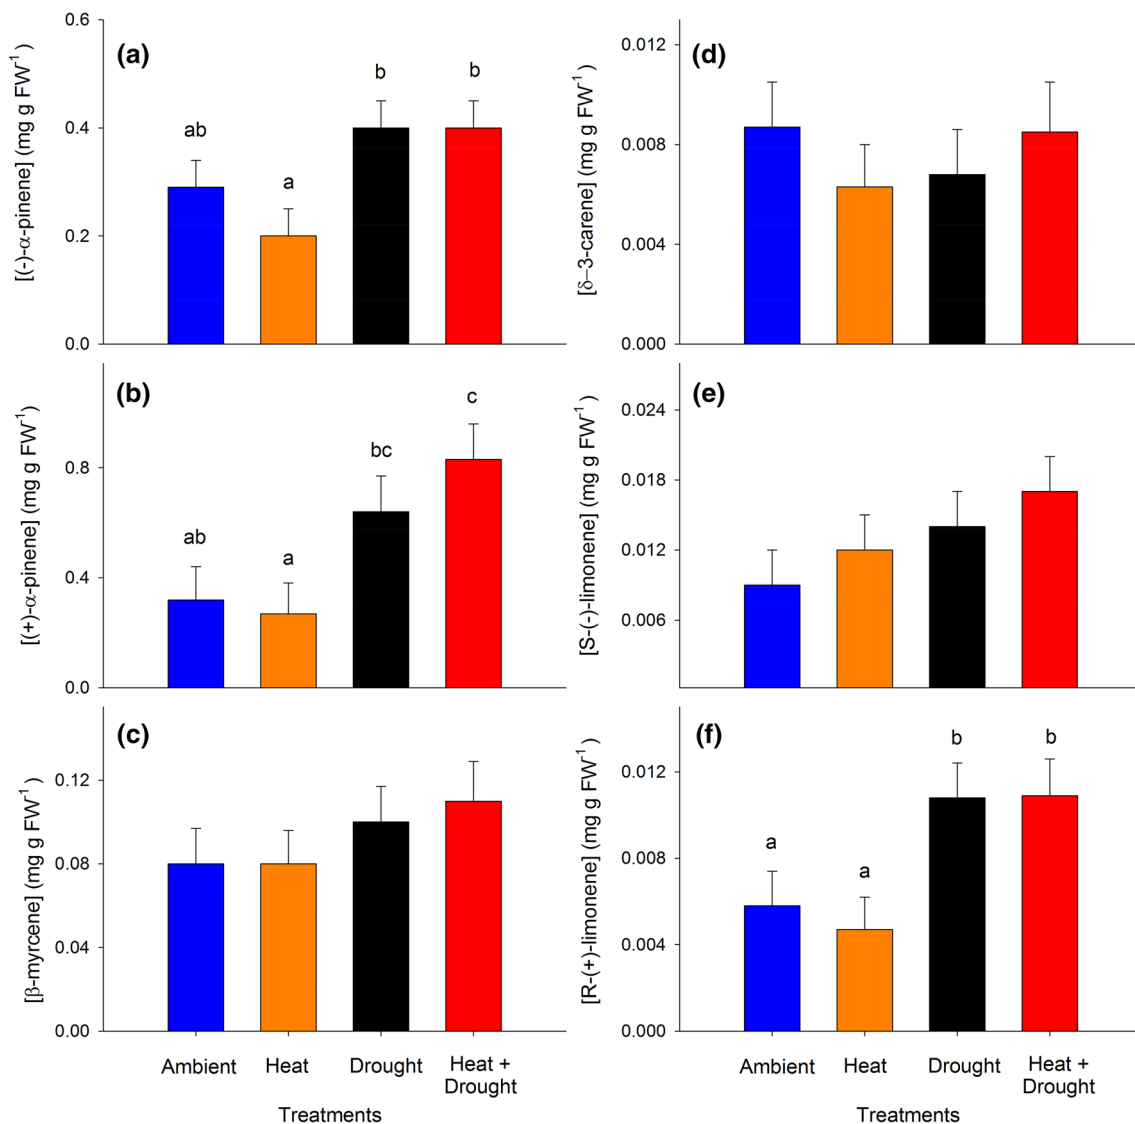 (a)
[(-)-α-pinene] (mg g FW⁻¹)
0.6
0.4
0.2
0.0
ab
a
b
b
(d)
[δ−3-carene] (mg g FW⁻¹)
0.012
0.008
0.004
0.000
(b)
[(+)-α-pinene] (mg g FW⁻¹)
0.8
0.4
0.0
ab
a
bc
c
(e)
[S-(-)-limonene] (mg g FW⁻¹)
0.024
0.018
0.012
0.006
(c)
[β-myrcene] (mg g FW⁻¹)
0.12
0.08
0.04
0.00
Ambient
Heat
Drought
Heat +
Drought
Treatments
(f)
[R-(+)-limonene] (mg g FW⁻¹)
0.012
0.008
0.004
0.000
a
a
b
b
Ambient
Heat
Drought
Heat +
Drought
Treatments